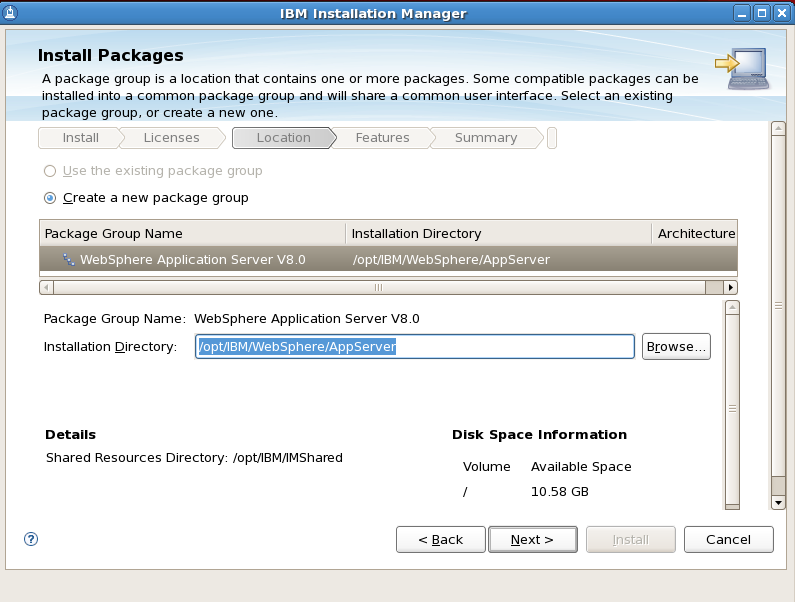 IBM Installation Manager
Install Packages
A package group is a location that contains one or more packages. Some compatible packages can be
installed into a common package group and will share a common user interface. Select an existing
package group, or create a new one.
Install Licenses Location Features Summary
Use the existing package group
Create a new package group
Package Group Name Installation Directory Architecture
WebSphere Application Server V8.0 /opt/IBM/WebSphere/AppServer
Package Group Name: WebSphere Application Server V8.0
Installation Directory: /opt/IBM/WebSphere/AppServer Browse...
Details Disk Space Information
Shared Resources Directory: /opt/IBM/IMShared
Volume Available Space
/ 10.58 GB
? < Back Next > Install Cancel